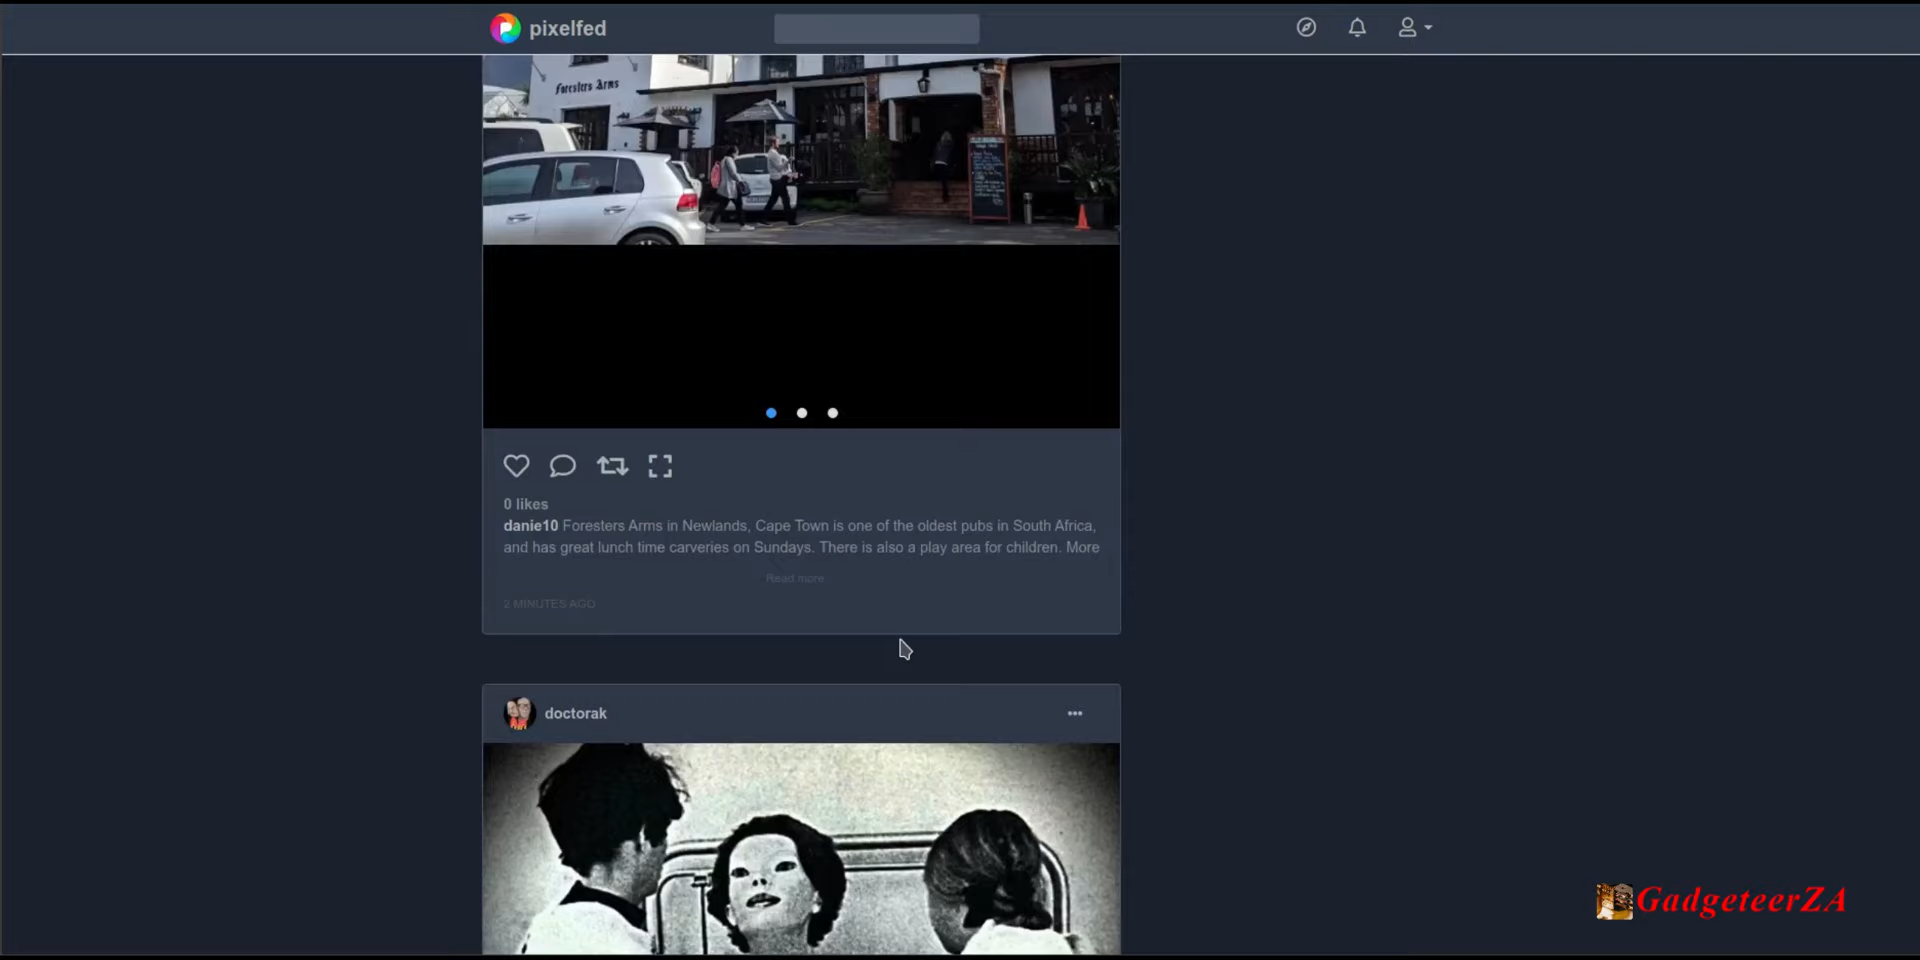 pixelfed
Foresters Arms
0 likes
danie10 Foresters Arms in Newlands, Cape Town is one of the oldest pubs in South Africa,
and has great lunch time carveries on Sundays. There is also a play area for children. More
Read more
2 MINUTES AGO
doctorak
GadgeteerZA